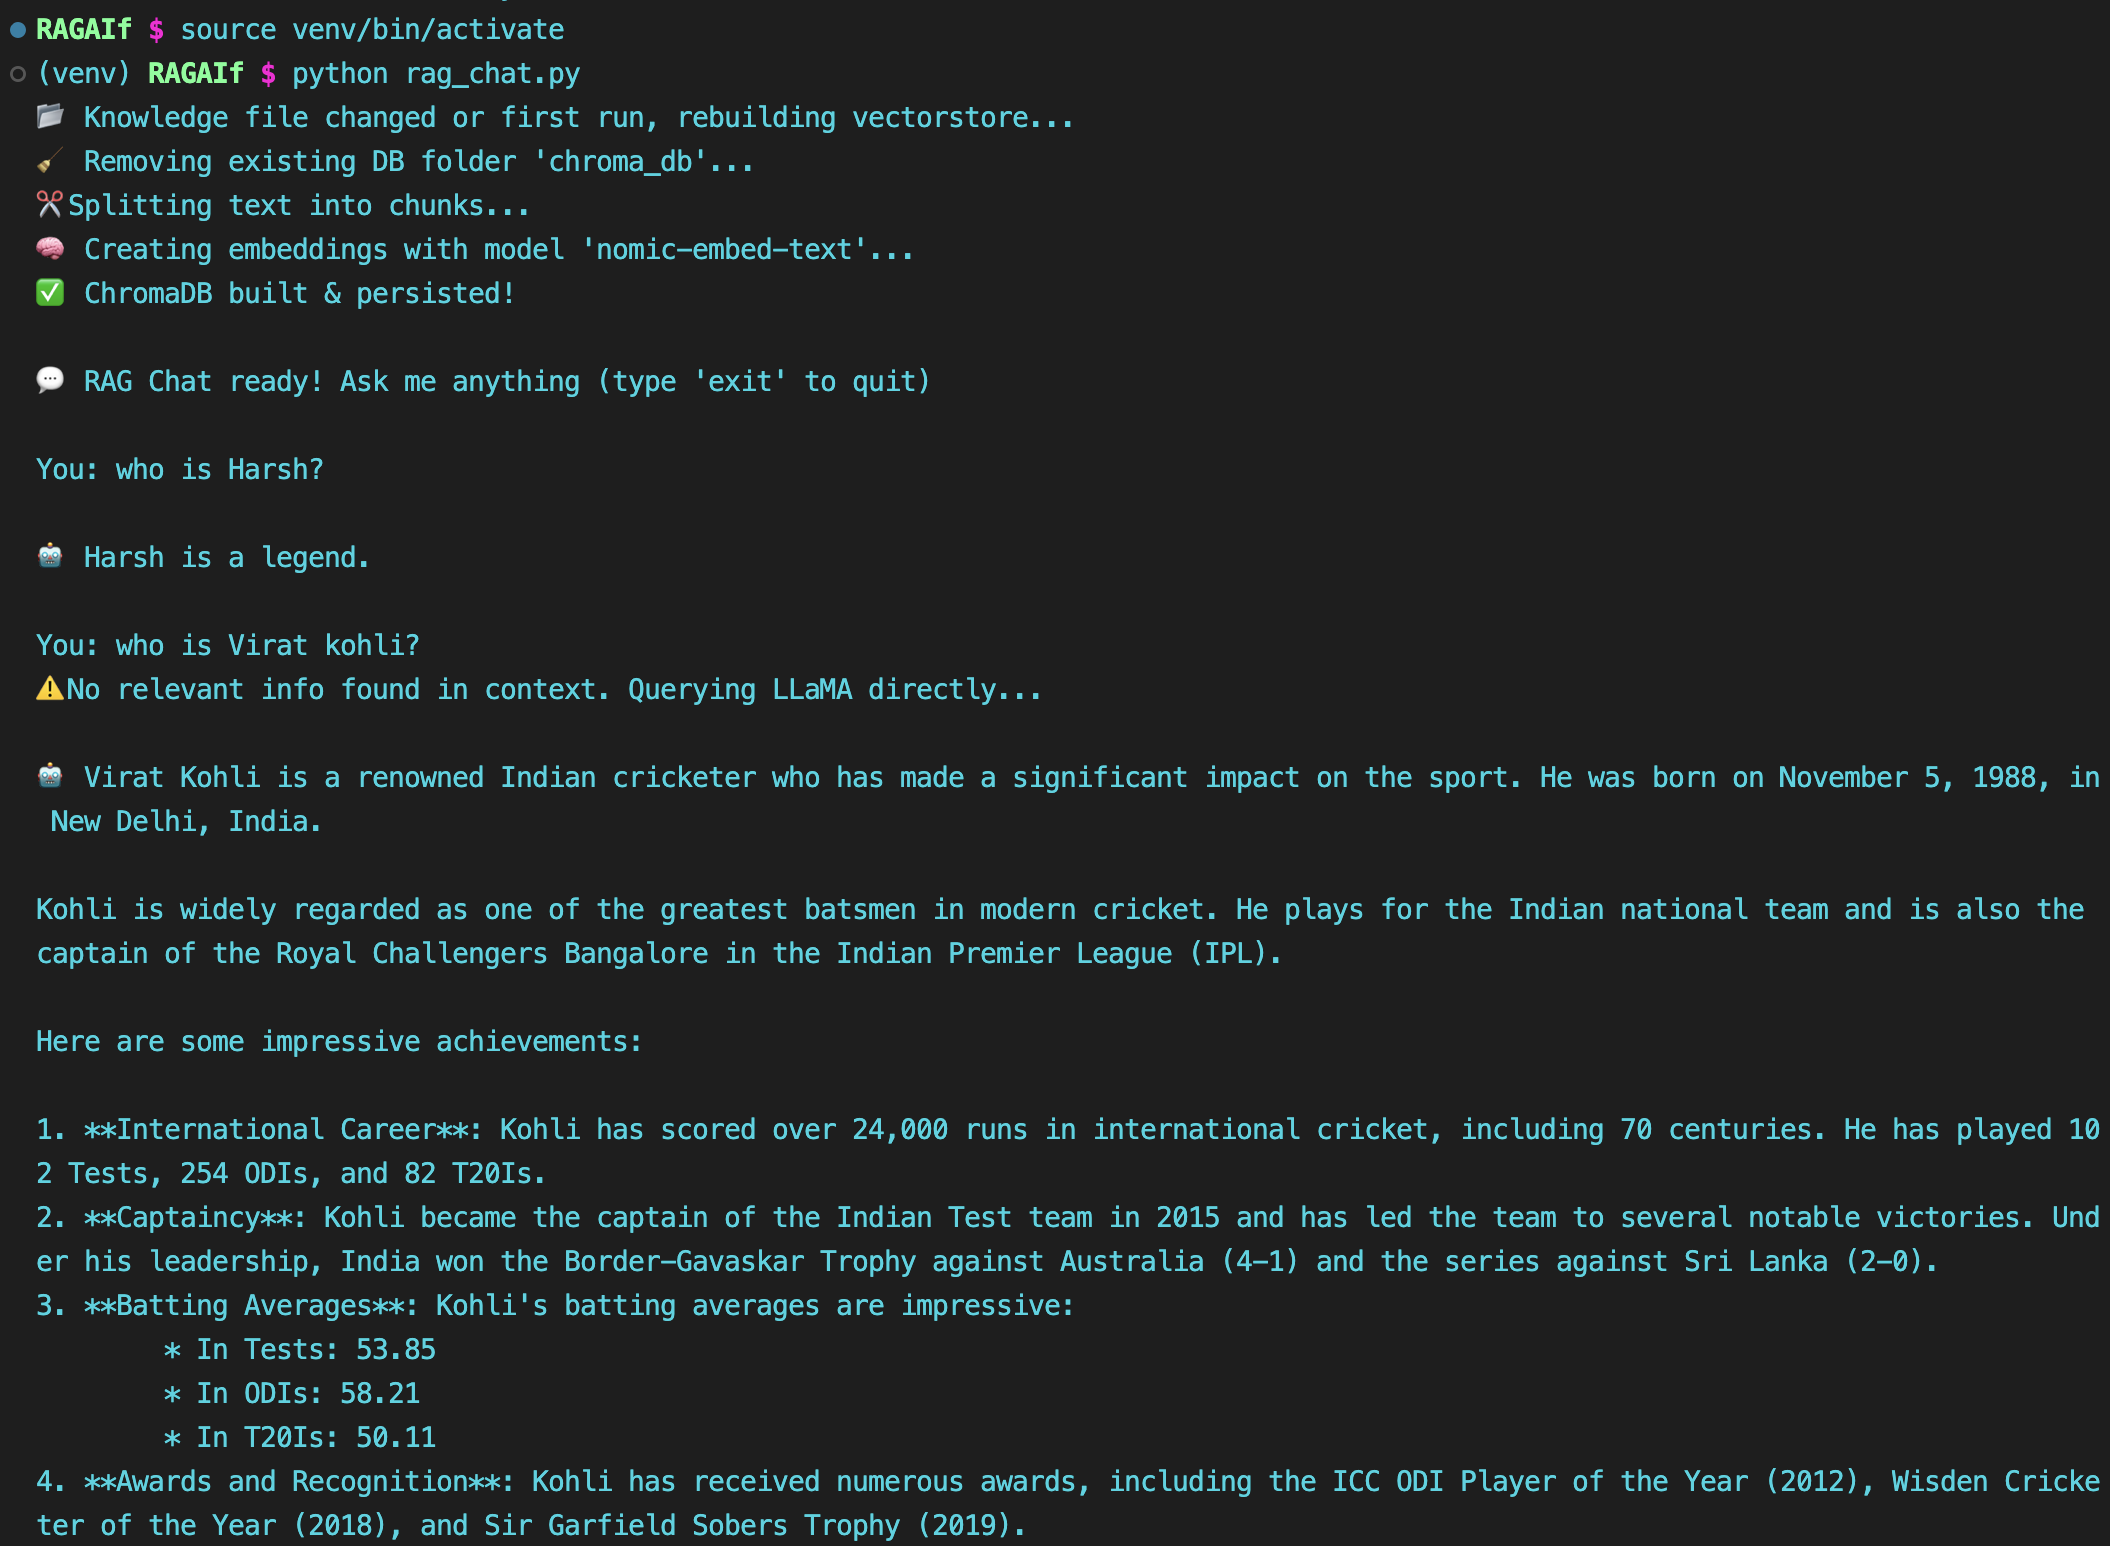 RAGAIf $ source venv/bin/activate
(venv) RAGAIf $ python rag_chat.py
📂 Knowledge file changed or first run, rebuilding vectorstore...
🧹 Removing existing DB folder 'chroma_db'...
✂️Splitting text into chunks...
🧠 Creating embeddings with model 'nomic-embed-text'...
✅ ChromaDB built & persisted!
💬 RAG Chat ready! Ask me anything (type 'exit' to quit)
You: who is Harsh?
🤖 Harsh is a legend.
You: who is Virat kohli?
⚠️No relevant info found in context. Querying LLaMA directly...
🤖 Virat Kohli is a renowned Indian cricketer who has made a significant impact on the sport. He was born on November 5, 1988, in
New Delhi, India.
Kohli is widely regarded as one of the greatest batsmen in modern cricket. He plays for the Indian national team and is also the
captain of the Royal Challengers Bangalore in the Indian Premier League (IPL).
Here are some impressive achievements:
1. **International Career**: Kohli has scored over 24,000 runs in international cricket, including 70 centuries. He has played 10
2 Tests, 254 ODIs, and 82 T20Is.
2. **Captaincy**: Kohli became the captain of the Indian Test team in 2015 and has led the team to several notable victories. Und
er his leadership, India won the Border-Gavaskar Trophy against Australia (4-1) and the series against Sri Lanka (2-0).
3. **Batting Averages**: Kohli's batting averages are impressive:
* In Tests: 53.85
* In ODIs: 58.21
* In T20Is: 50.11
4. **Awards and Recognition**: Kohli has received numerous awards, including the ICC ODI Player of the Year (2012), Wisden Cricke
ter of the Year (2018), and Sir Garfield Sobers Trophy (2019).